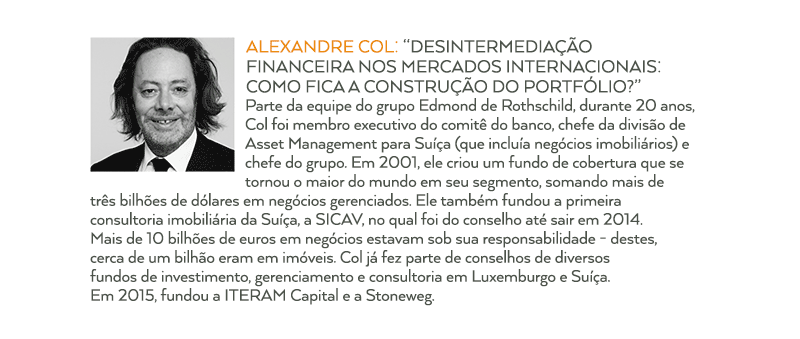 ALEXANDRE COL: “DESINTERMEDIAÇÃO
FINANCEIRA NOS MERCADOS INTERNACIONAIS:
COMO FICA A CONSTRUÇÃO DO PORTFÓLIO?”
Parte da equipe do grupo Edmond de Rothschild, durante 20 anos,
Col foi membro executivo do comitê do banco, chefe da divisão de
Asset Management para Suíça (que incluía negócios imobiliários) e
chefe do grupo. Em 2001, ele criou um fundo de cobertura que se
tornou o maior do mundo em seu segmento, somando mais de
três bilhões de dólares em negócios gerenciados. Ele também fundou a primeira
consultoria imobiliária da Suíça, a SICAV, no qual foi do conselho até sair em 2014.
Mais de 10 bilhões de euros em negócios estavam sob sua responsabilidade - destes,
cerca de um bilhão eram em imóveis. Col já fez parte de conselhos de diversos
fundos de investimento, gerenciamento e consultoria em Luxemburgo e Suíça.
Em 2015, fundou a ITERAM Capital e a Stoneweg.